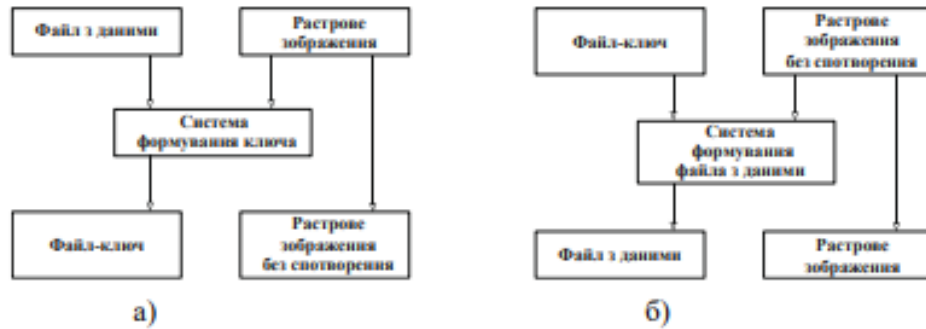 Файл з даними
Растрове
зображення
Система
формування ключа
Файл-ключ
Растрове
зображення
без спотворення
а)
Файл-ключ
Растрове
зображення
без спотворення
Система
формування
файла з даними
Файл з даними
Растрове
зображення
б)